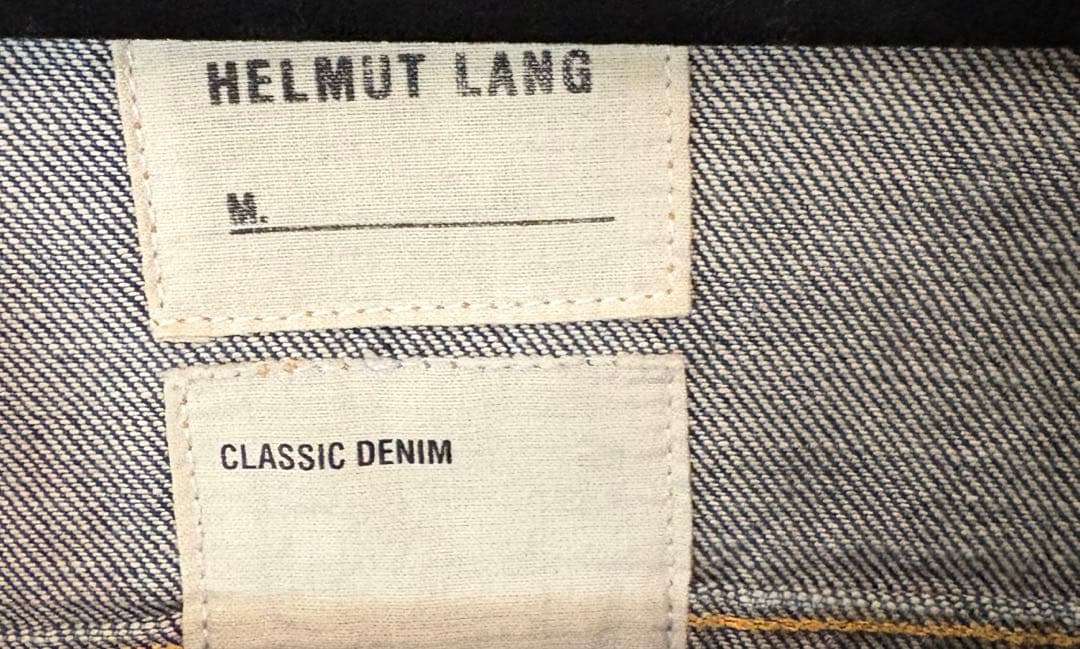 HELMUT LANG
M.
CLASSIC DENIM